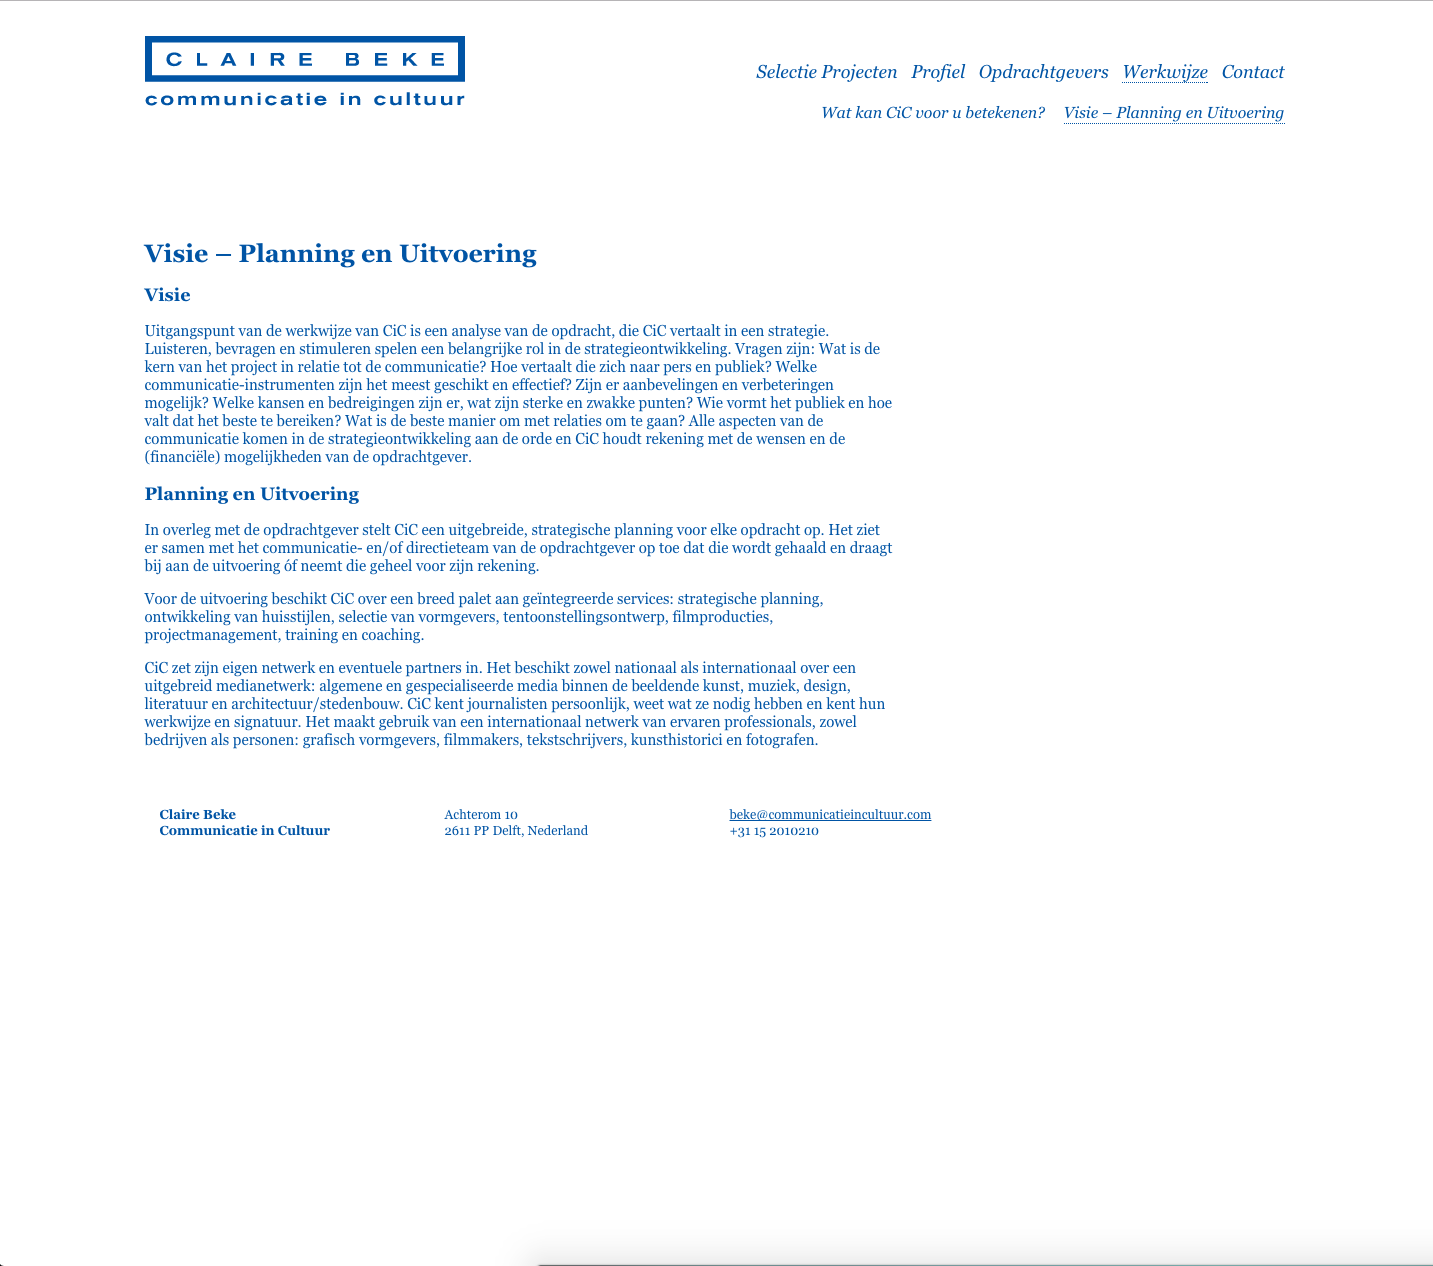 CLAIRE BEKE
communicatie in cultuur
Selectie Projecten Profiel Opdrachtgevers Werkwijze Contact
Wat kan CiC voor u betekenen? Visie – Planning en Uitvoering
Visie – Planning en Uitvoering
Visie
Uitgangspunt van de werkwijze van CiC is een analyse van de opdracht, die CiC vertaalt in een strategie.
Luisteren, bevragen en stimuleren spelen een belangrijke rol in de strategieontwikkeling. Vragen zijn: Wat is de
kern van het project in relatie tot de communicatie? Hoe vertaalt die zich naar pers en publiek? Welke
communicatie-instrumenten zijn het meest geschikt en effectief? Zijn er aanbevelingen en verbeteringen
mogelijk? Welke kansen en bedreigingen zijn er, wat zijn sterke en zwakke punten? Wie vormt het publiek en hoe
valt dat het beste te bereiken? Wat is de beste manier om met relaties om te gaan? Alle aspecten van de
communicatie komen in de strategieontwikkeling aan de orde en CiC houdt rekening met de wensen en de
(financiële) mogelijkheden van de opdrachtgever.
Planning en Uitvoering
In overleg met de opdrachtgever stelt CiC een uitgebreide, strategische planning voor elke opdracht op. Het ziet
er samen met het communicatie- en/of directieteam van de opdrachtgever op toe dat die wordt gehaald en draagt
bij aan de uitvoering óf neemt die geheel voor zijn rekening.
Voor de uitvoering beschikt CiC over een breed palet aan geïntegreerde services: strategische planning,
ontwikkeling van huisstijlen, selectie van vormgevers, tentoonstellingsontwerp, filmproducties,
projectmanagement, training en coaching.
CiC zet zijn eigen netwerk en eventuele partners in. Het beschikt zowel nationaal als internationaal over een
uitgebreid medianetwerk: algemene en gespecialiseerde media binnen de beeldende kunst, muziek, design,
literatuur en architectuur/stedenbouw. CiC kent journalisten persoonlijk, weet wat ze nodig hebben en kent hun
werkwijze en signatuur. Het maakt gebruik van een internationaal netwerk van ervaren professionals, zowel
bedrijven als personen: grafisch vormgevers, filmmakers, tekstschrijvers, kunsthistorici en fotografen.
Claire Beke Achterom 10 beke@communicatieincultuur.com
Communicatie in Cultuur 2611 PP Delft, Nederland +31 15 2010210